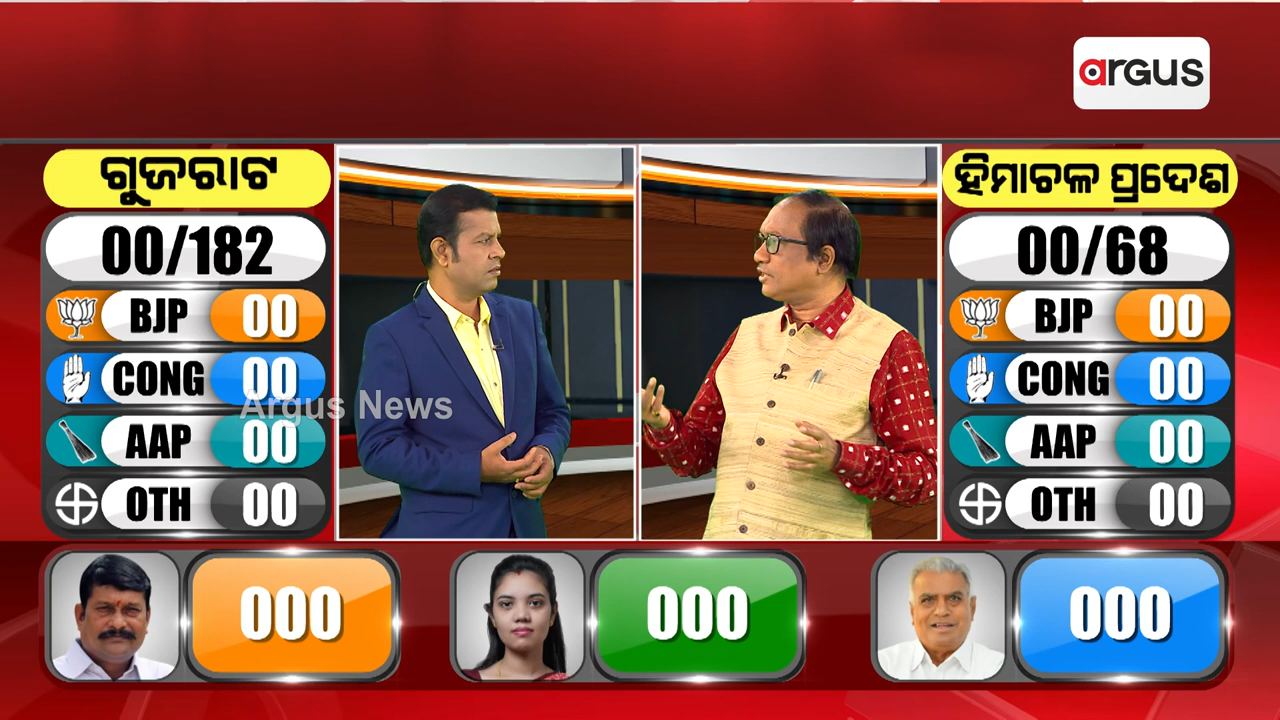 argus
ଗୁଜରାଟ
00/182
BJP 00
CONG 00
AAP 00
OTH 00
Argus News
ହିମାଚଳ ପ୍ରଦେଶ
00/68
BJP 00
CONG 00
AAP 00
OTH 00
000
000
000